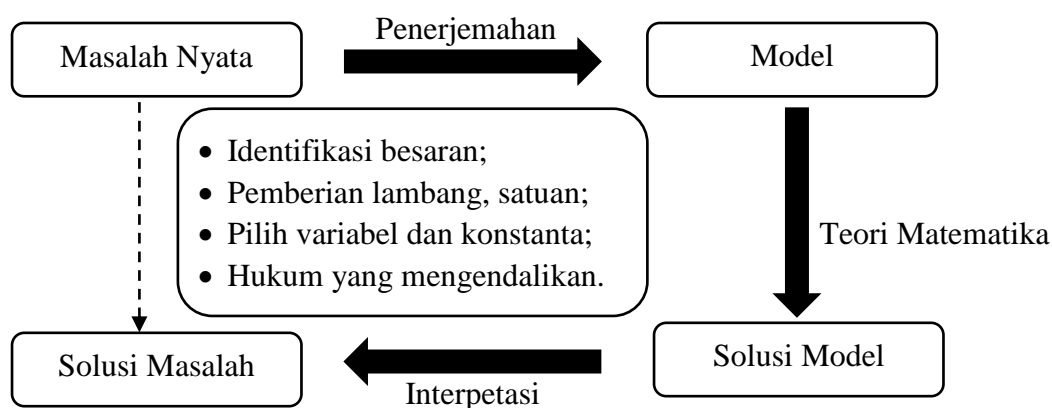 Penerjemahan
Masalah Nyata
Model
• Identifikasi besaran;
• Pemberian lambang, satuan;
• Pilih variabel dan konstanta;
• Hukum yang mengendalikan.
Teori Matematika
Solusi Masalah
Solusi Model
Interpetasi